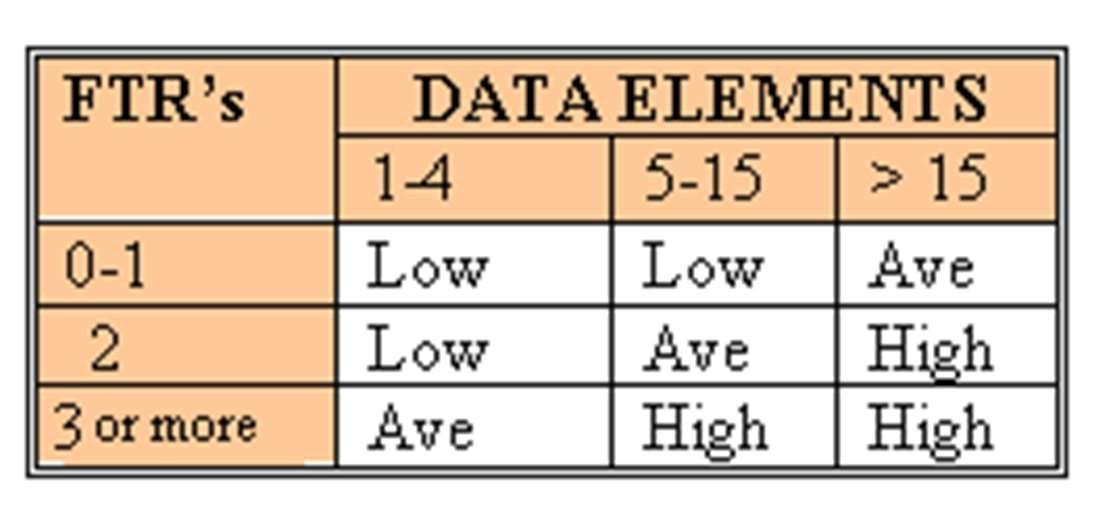 FTR’s DATA ELEMENTS
1-4 5-15 > 15
0-1 Low Low Ave
2 Low Ave High
3 or more Ave High High